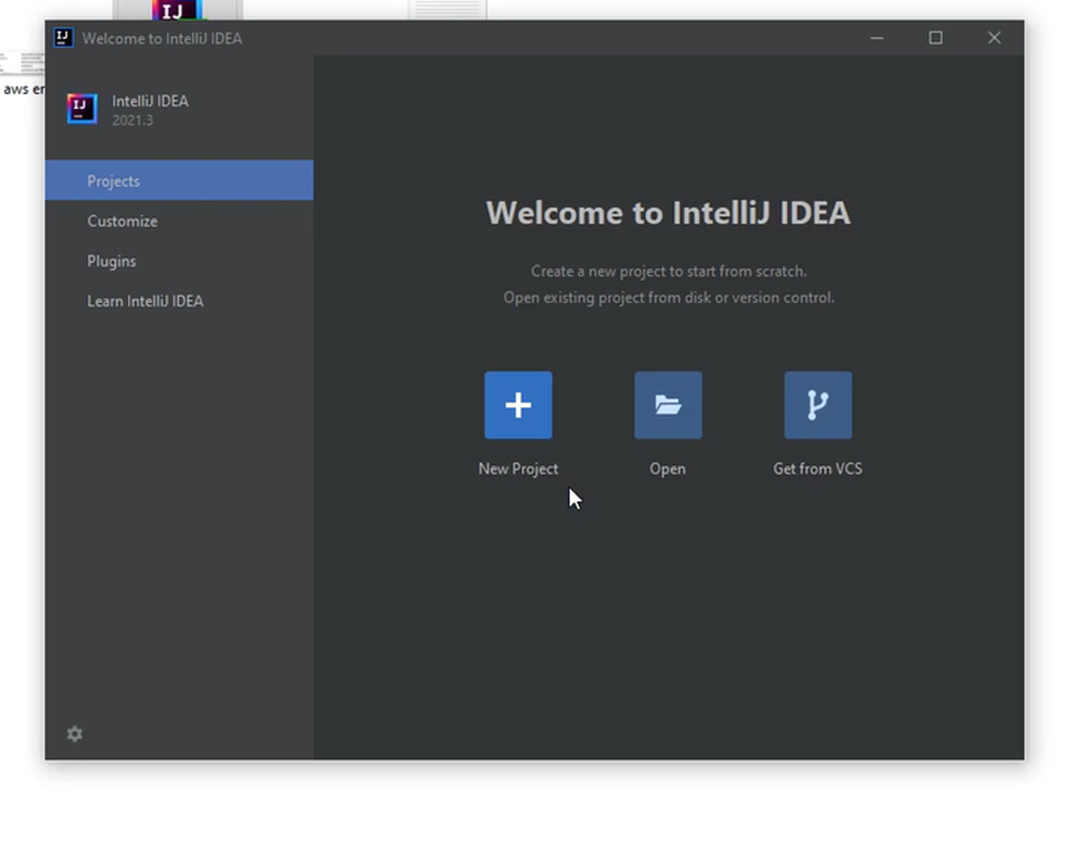 IJ
aws
IJ Welcome to IntelliJ IDEA
IJ
IntelliJ IDEA
2021.3
Projects
Customize
Plugins
Learn IntelliJ IDEA
Welcome to IntelliJ IDEA
Create a new project to start from scratch.
Open existing project from disk or version control.
New Project
Open
Get from VCS